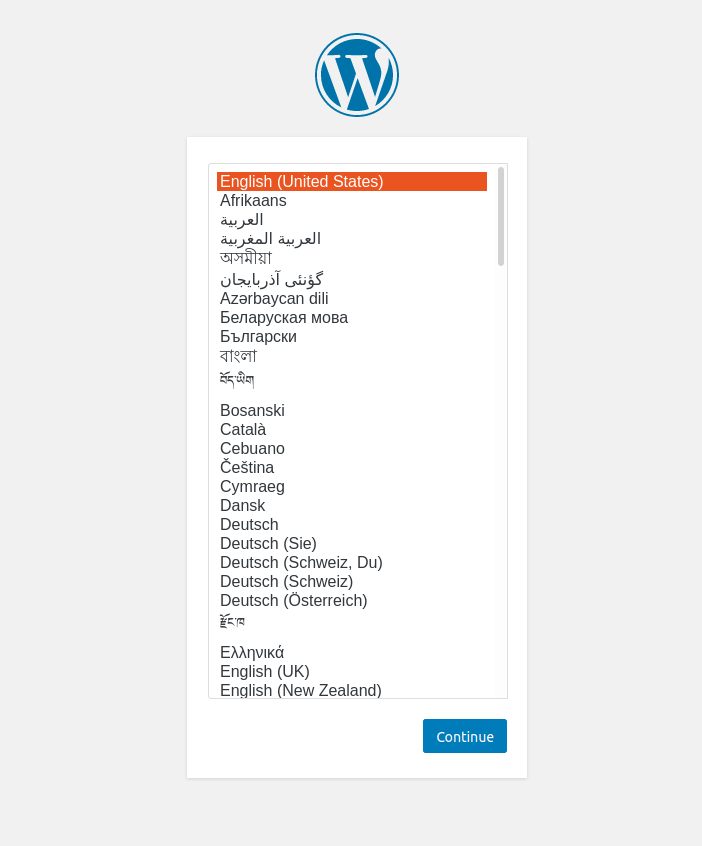 English (United States)
Afrikaans
العربية
العربية المغربية
অসমীয়া
گؤنئی آذربایجان
Azərbaycan dili
Беларуская мова
Български
বাংলা
བོད་ཡིག
Bosanski
Català
Cebuano
Čeština
Cymraeg
Dansk
Deutsch
Deutsch (Sie)
Deutsch (Schweiz, Du)
Deutsch (Schweiz)
Deutsch (Österreich)
རྫོང་ཁ
Ελληνικά
English (UK)
English (New Zealand)
Continue